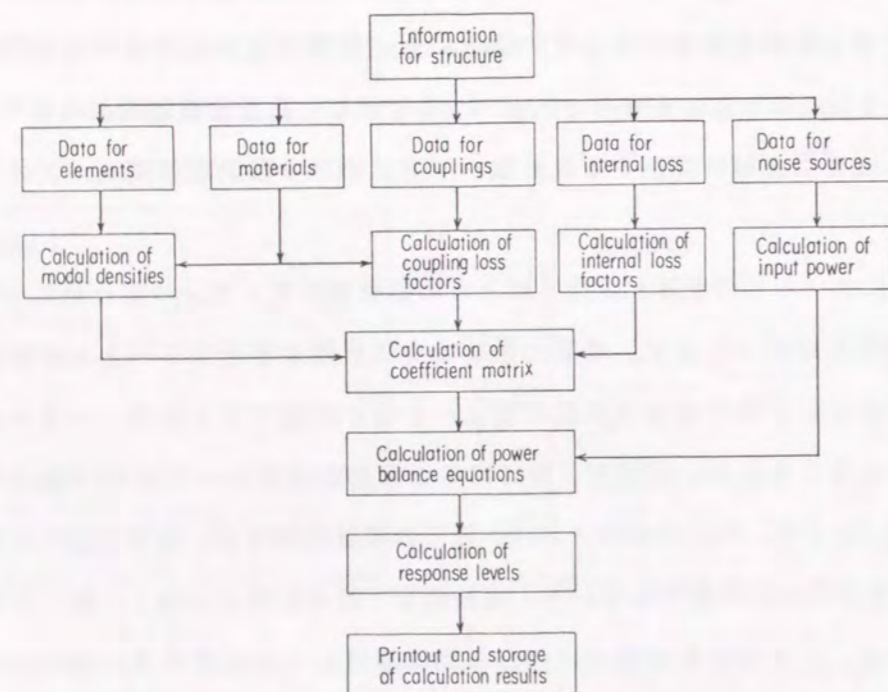 Information
for structure
Data for
elements
Data for
materials
Data for
couplings
Data for
internal loss
Data for
noise sources
Calculation of
modal densities
Calculation of
coupling loss
factors
Calculation of
internal loss
factors
Calculation of
input power
Calculation of
coefficient matrix
Calculation of power
balance equations
Calculation of
response levels
Printout and storage
of calculation results